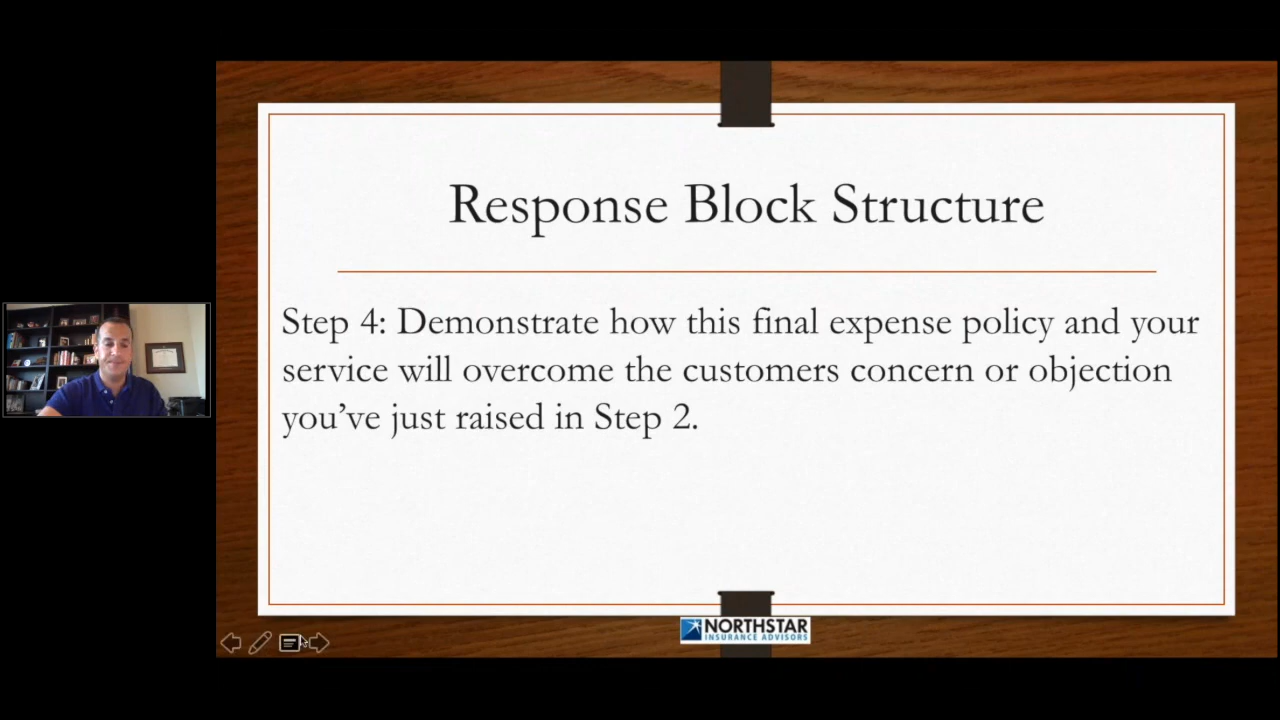 Response Block Structure
Step 4: Demonstrate how this final expense policy and your
service will overcome the customers concern or objection
you’ve just raised in Step 2.
NORTHSTAR
INSURANCE ADVISORS